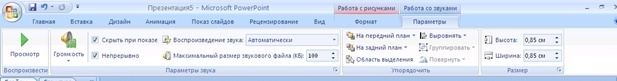 Презентация5 - Microsoft PowerPoint
Работа с рисунками
Работа со звуками
Главная Вставка Дизайн Анимация Показ слайдов Рецензирование Вид Формат Параметры
Просмотр
Громкость
Скрыть при показе
Непрерывно
Воспроизведение звука: Автоматически
Максимальный размер звукового файла (КБ): 100
На передний план
На задний план
Область выделения
Выровнять
Группировать
Повернуть
Высота: 0,85 см
Ширина: 0,85 см
Воспроизвести Параметры звука Упорядочить Размер